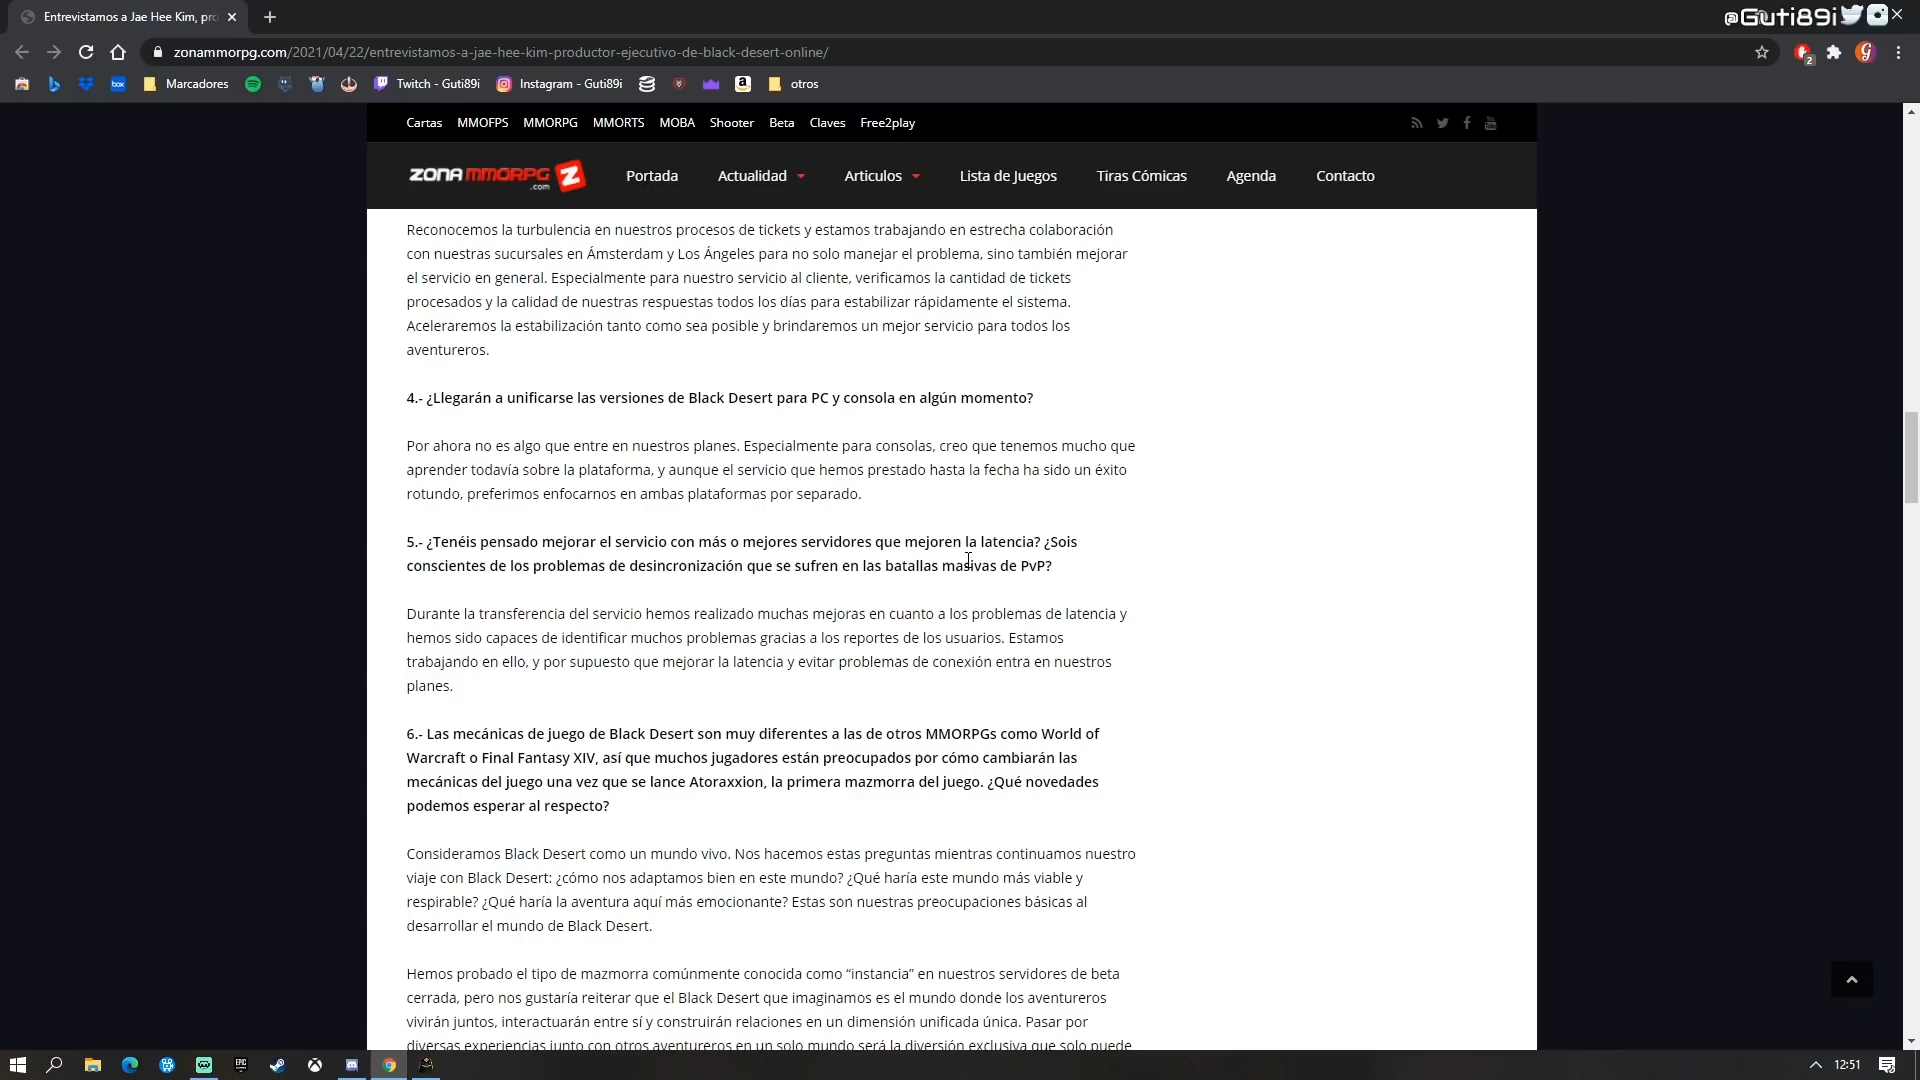 Entrevistamos a Jae Hee Kim, pro
@Guti89i
zonammorpg.com/2021/04/22/entrevistamos-a-jae-hee-kim-productor-ejecutivo-de-black-desert-online/
2
box Marcadores Twitch - Guti89i Instagram - Guti89i otros
Cartas MMOFPS MMORPG MMORTS MOBA Shooter Beta Claves Free2play
ZONA MMORPG .com Z Portada Actualidad Articulos Lista de Juegos Tiras Cómicas Agenda Contacto
Reconocemos la turbulencia en nuestros procesos de tickets y estamos trabajando en estrecha colaboración
con nuestras sucursales en Ámsterdam y Los Ángeles para no solo manejar el problema, sino también mejorar
el servicio en general. Especialmente para nuestro servicio al cliente, verificamos la cantidad de tickets
procesados y la calidad de nuestras respuestas todos los días para estabilizar rápidamente el sistema.
Aceleraremos la estabilización tanto como sea posible y brindaremos un mejor servicio para todos los
aventureros.
4.- ¿Llegarán a unificarse las versiones de Black Desert para PC y consola en algún momento?
Por ahora no es algo que entre en nuestros planes. Especialmente para consolas, creo que tenemos mucho que
aprender todavía sobre la plataforma, y aunque el servicio que hemos prestado hasta la fecha ha sido un éxito
rotundo, preferimos enfocarnos en ambas plataformas por separado.
5.- ¿Tenéis pensado mejorar el servicio con más o mejores servidores que mejoren la latencia? ¿Sois
conscientes de los problemas de desincronización que se sufren en las batallas masivas de PvP?
Durante la transferencia del servicio hemos realizado muchas mejoras en cuanto a los problemas de latencia y
hemos sido capaces de identificar muchos problemas gracias a los reportes de los usuarios. Estamos
trabajando en ello, y por supuesto que mejorar la latencia y evitar problemas de conexión entra en nuestros
planes.
6.- Las mecánicas de juego de Black Desert son muy diferentes a las de otros MMORPGs como World of
Warcraft o Final Fantasy XIV, así que muchos jugadores están preocupados por cómo cambiarán las
mecánicas del juego una vez que se lance Atoraxxion, la primera mazmorra del juego. ¿Qué novedades
podemos esperar al respecto?
Consideramos Black Desert como un mundo vivo. Nos hacemos estas preguntas mientras continuamos nuestro
viaje con Black Desert: ¿cómo nos adaptamos bien en este mundo? ¿Qué haría este mundo más viable y
respirable? ¿Qué haría la aventura aquí más emocionante? Estas son nuestras preocupaciones básicas al
desarrollar el mundo de Black Desert.
Hemos probado el tipo de mazmorra comúnmente conocida como “instancia” en nuestros servidores de beta
cerrada, pero nos gustaría reiterar que el Black Desert que imaginamos es el mundo donde los aventureros
vivirán juntos, interactuarán entre sí y construirán relaciones en un dimensión unificada única. Pasar por
diversas experiencias junto con otros aventureros en un solo mundo será la diversión exclusiva que solo puede
12:51